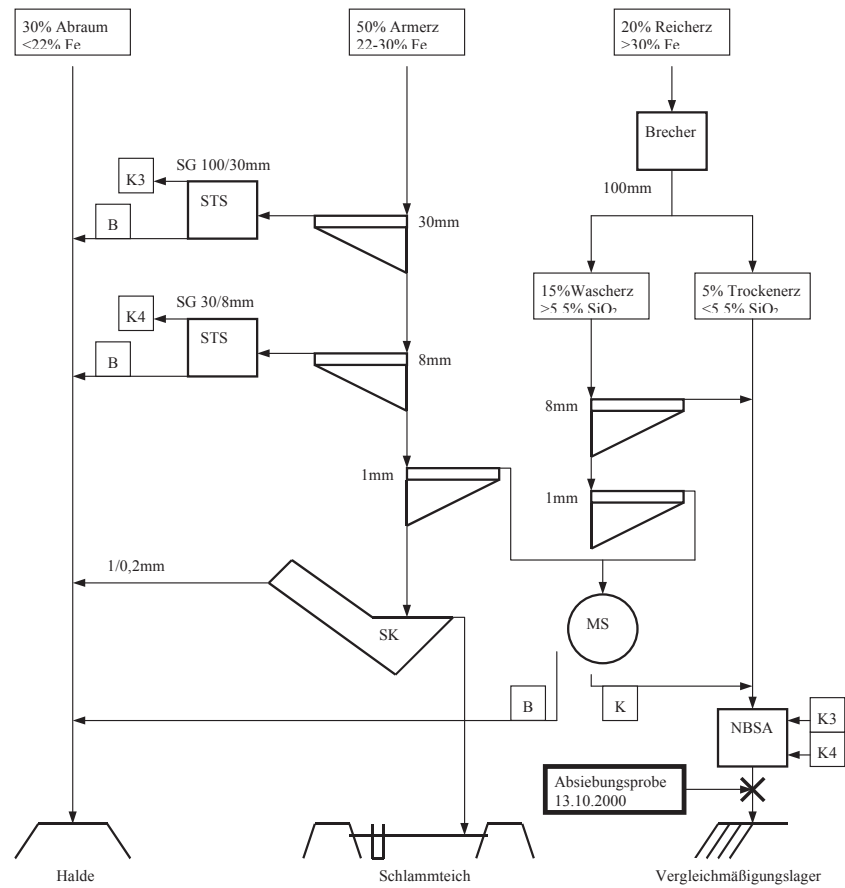 30% Abraum
<22% Fe
50% Armerz
22-30% Fe
20% Reicherz
>30% Fe
Brecher
100mm
SG 100/30mm
K3
STS
B
30mm
15%Wascherz
>5,5% SiO₂
5% Trockenerz
<5,5% SiO₂
SG 30/8mm
K4
STS
B
8mm
8mm
1mm
1mm
1/0,2mm
SK
MS
B
K
NBSA
K3
K4
Absiebungsprobe
13.10.2000
Halde
Schlammteich
Vergleichmäßigungslager